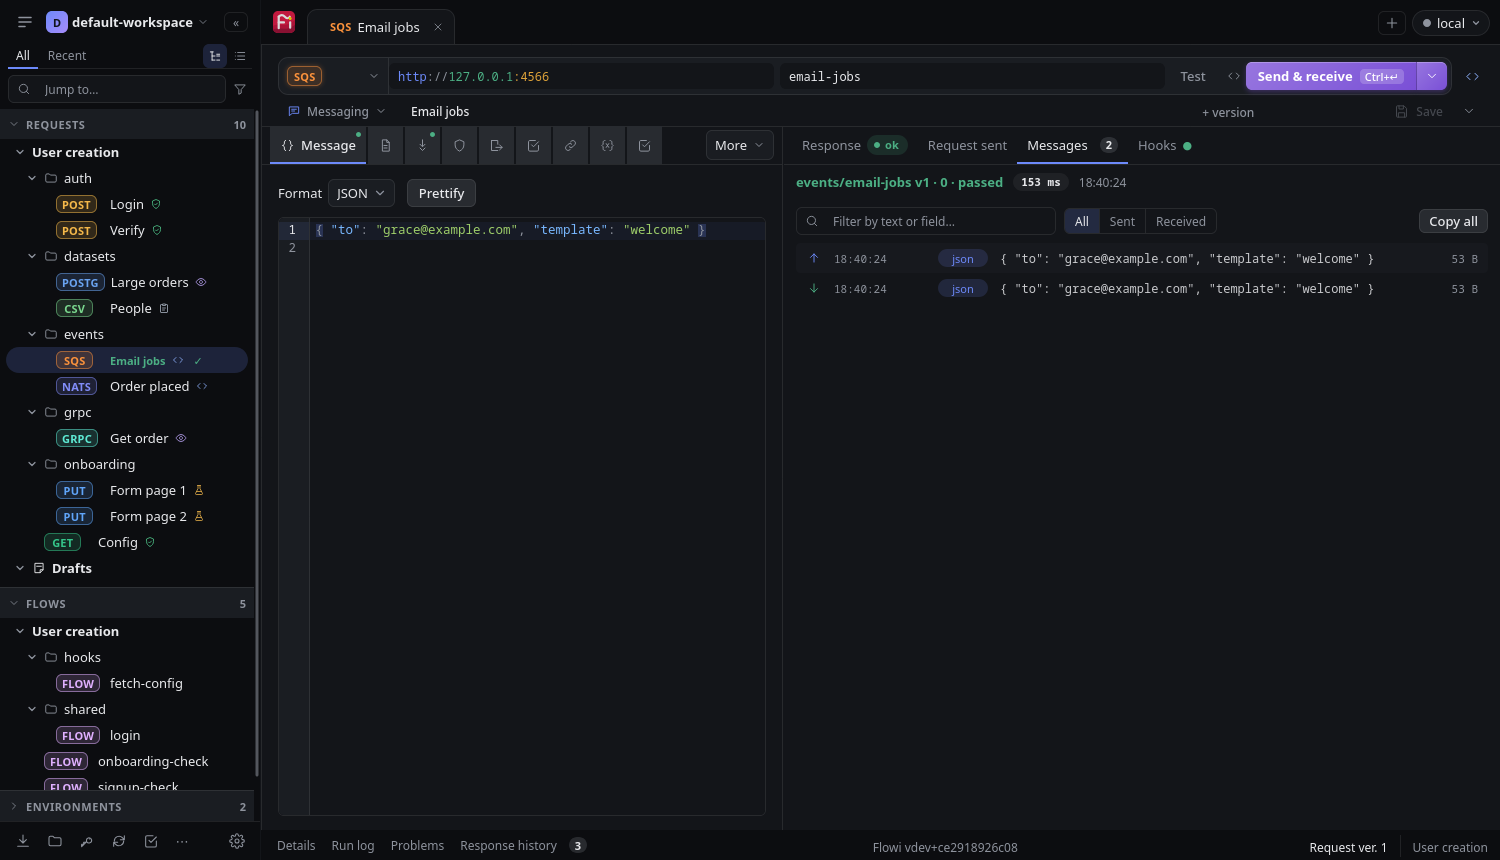 D default-workspace «
All Recent
Jump to...
REQUESTS 10
User creation
auth
POST Login
POST Verify
datasets
POSTG Large orders
CSV People
events
SQS Email jobs <> ✓
NATS Order placed <>
grpc
GRPC Get order
onboarding
PUT Form page 1
PUT Form page 2
GET Config
Drafts
FLOWS 5
User creation
hooks
FLOW fetch-config
shared
FLOW login
FLOW onboarding-check
FLOW signup-check
ENVIRONMENTS 2
SQS Email jobs ×
+ local
SQS http://127.0.0.1:4566 email-jobs Test <> Send & receive Ctrl+↵ <>
Messaging Email jobs + version Save
{} Message {x} More
Format JSON Prettify
1 { "to": "grace@example.com", "template": "welcome" }
2
Response ok Request sent Messages 2 Hooks
events/email-jobs v1 · 0 · passed 153 ms 18:40:24
Filter by text or field... All Sent Received Copy all
↑ 18:40:24 json { "to": "grace@example.com", "template": "welcome" } 53 B
↓ 18:40:24 json { "to": "grace@example.com", "template": "welcome" } 53 B
Details Run log Problems Response history 3 Flowi vdev+ce2918926c08 Request ver. 1 User creation